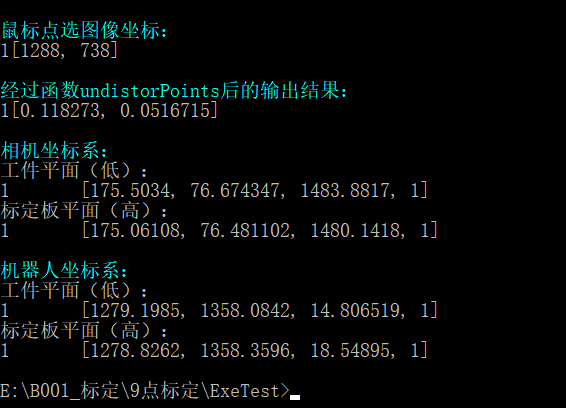 鼠标点选图像坐标:
1[1288, 738]
经过函数undistorPoints后的输出结果:
1[0.118273, 0.0516715]
相机坐标系:
工件平面（低）:
1 [175.5034, 76.674347, 1483.8817, 1]
标定板平面（高）:
1 [175.06108, 76.481102, 1480.1418, 1]
机器人坐标系:
工件平面（低）:
1 [1279.1985, 1358.0842, 14.806519, 1]
标定板平面（高）:
1 [1278.8262, 1358.3596, 18.54895, 1]
E:\B001_标定\9点标定\ExeTest>